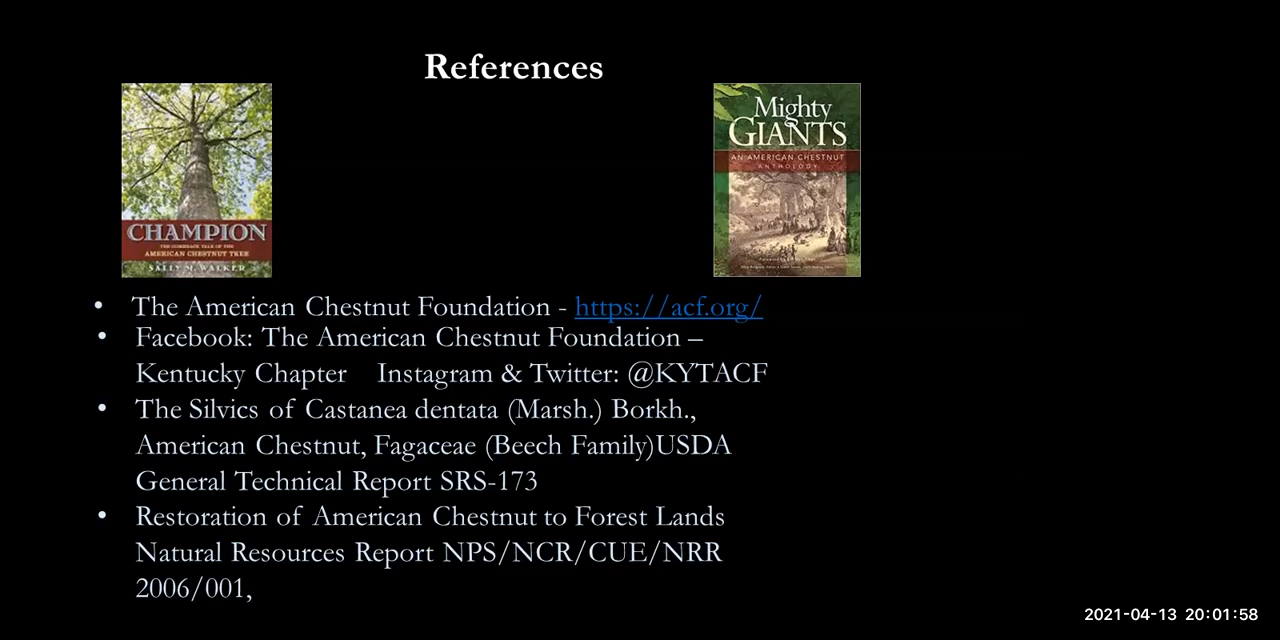 References
CHAMPION
THE COMEBACK TALE OF THE
AMERICAN CHESTNUT TREE
SALLY M. WALKER
Mighty
GIANTS
AN AMERICAN CHESTNUT
ANTHOLOGY
• The American Chestnut Foundation - https://acf.org/
• Facebook: The American Chestnut Foundation –
Kentucky Chapter Instagram & Twitter: @KYTACF
• The Silvics of Castanea dentata (Marsh.) Borkh.,
American Chestnut, Fagaceae (Beech Family)USDA
General Technical Report SRS-173
• Restoration of American Chestnut to Forest Lands
Natural Resources Report NPS/NCR/CUE/NRR
2006/001,
2021-04-13 20:01:58